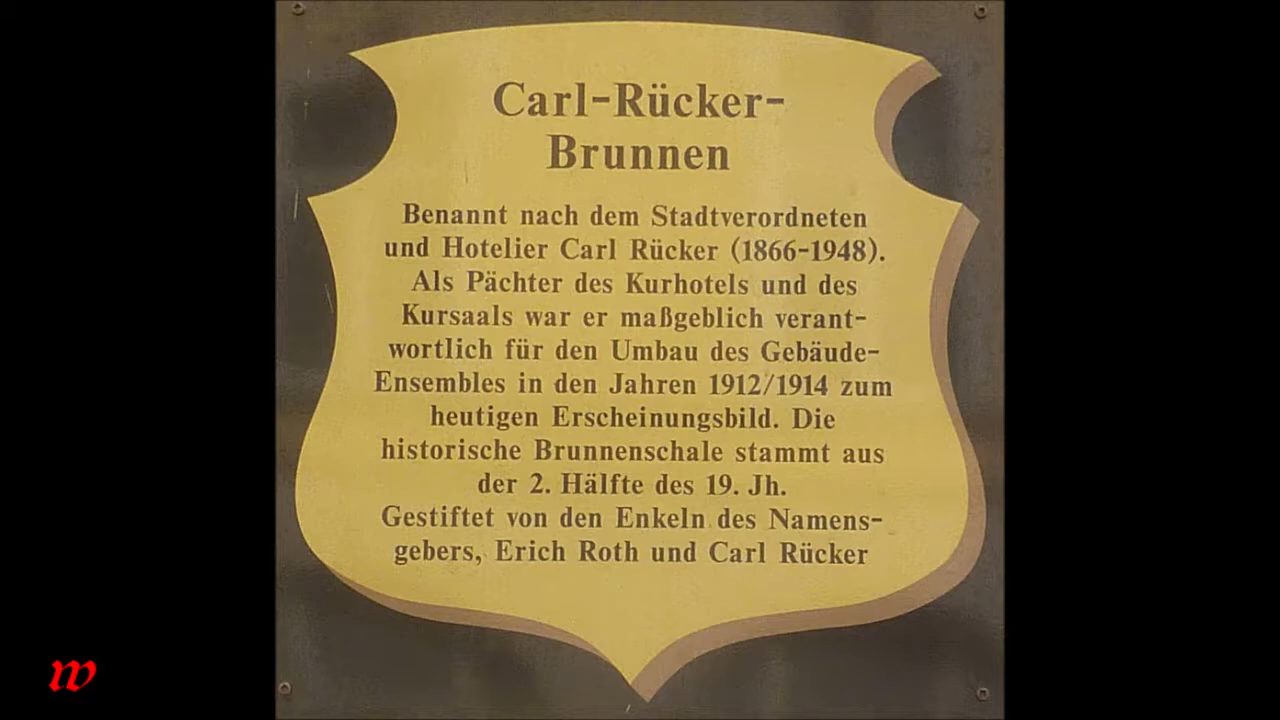 Carl-Rücker-
Brunnen
Benannt nach dem Stadtverordneten
und Hotelier Carl Rücker (1866-1948).
Als Pächter des Kurhotels und des
Kursaals war er maßgeblich verant-
wortlich für den Umbau des Gebäude-
Ensembles in den Jahren 1912/1914 zum
heutigen Erscheinungsbild. Die
historische Brunnenschale stammt aus
der 2. Hälfte des 19. Jh.
Gestiftet von den Enkeln des Namens-
gebers, Erich Roth und Carl Rücker
w